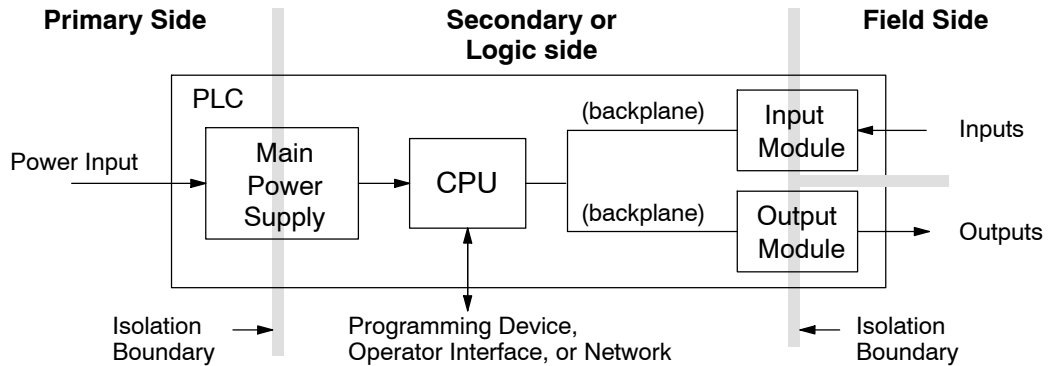 Primary Side
Secondary or
Logic side
Field Side
PLC
(backplane)
Input
Module
Inputs
Power Input
Main
Power
Supply
CPU
(backplane)
Output
Module
Outputs
Isolation
Boundary
Programming Device,
Operator Interface, or Network
Isolation
Boundary